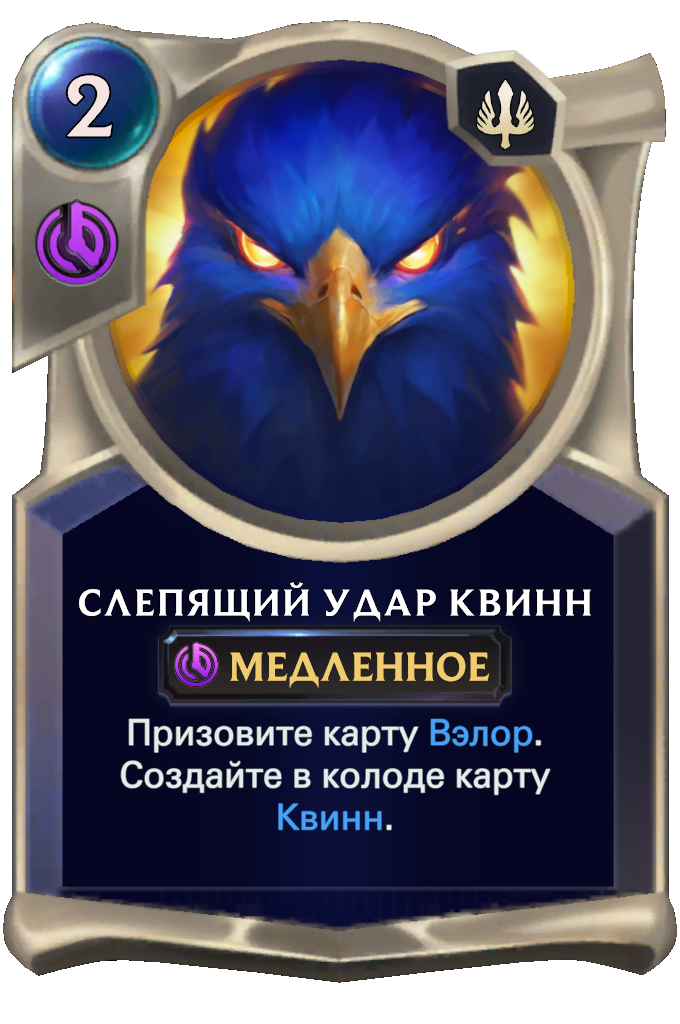 2
СЛЕПЯЩИЙ УДАР КВИНН
МЕДЛЕННОЕ
Призовите карту Вэлор.
Создайте в колоде карту
Квинн.